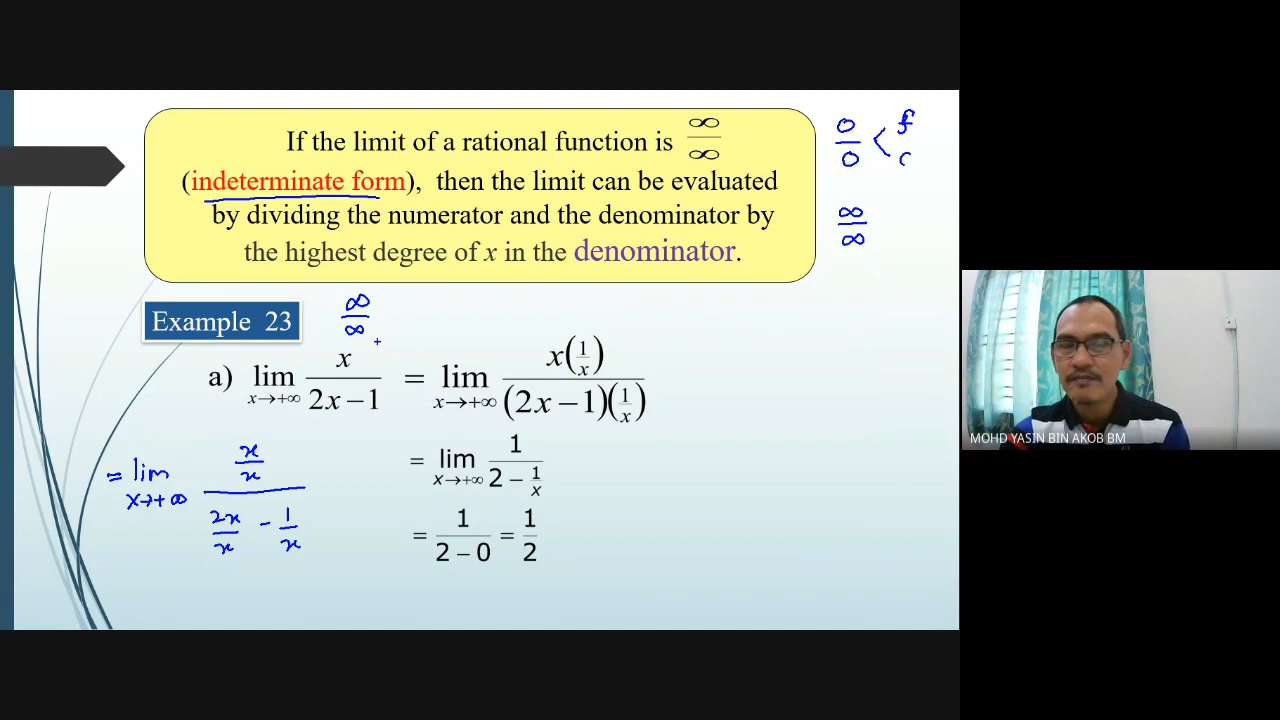 If the limit of a rational function is ∞/∞
(indeterminate form), then the limit can be evaluated
by dividing the numerator and the denominator by
the highest degree of x in the denominator.
0/0 < f
c
∞/∞
Example 23
∞/∞
a) lim x→+∞ x/(2x − 1) = lim x→+∞ x(1/x)/((2x − 1)(1/x))
= lim x→+∞ 1/(2 − 1/x)
= 1/(2 − 0) = 1/2
= lim x→+∞ (x/x)/(2x/x − 1/x)
MOHD YASIN BIN AKOB BM